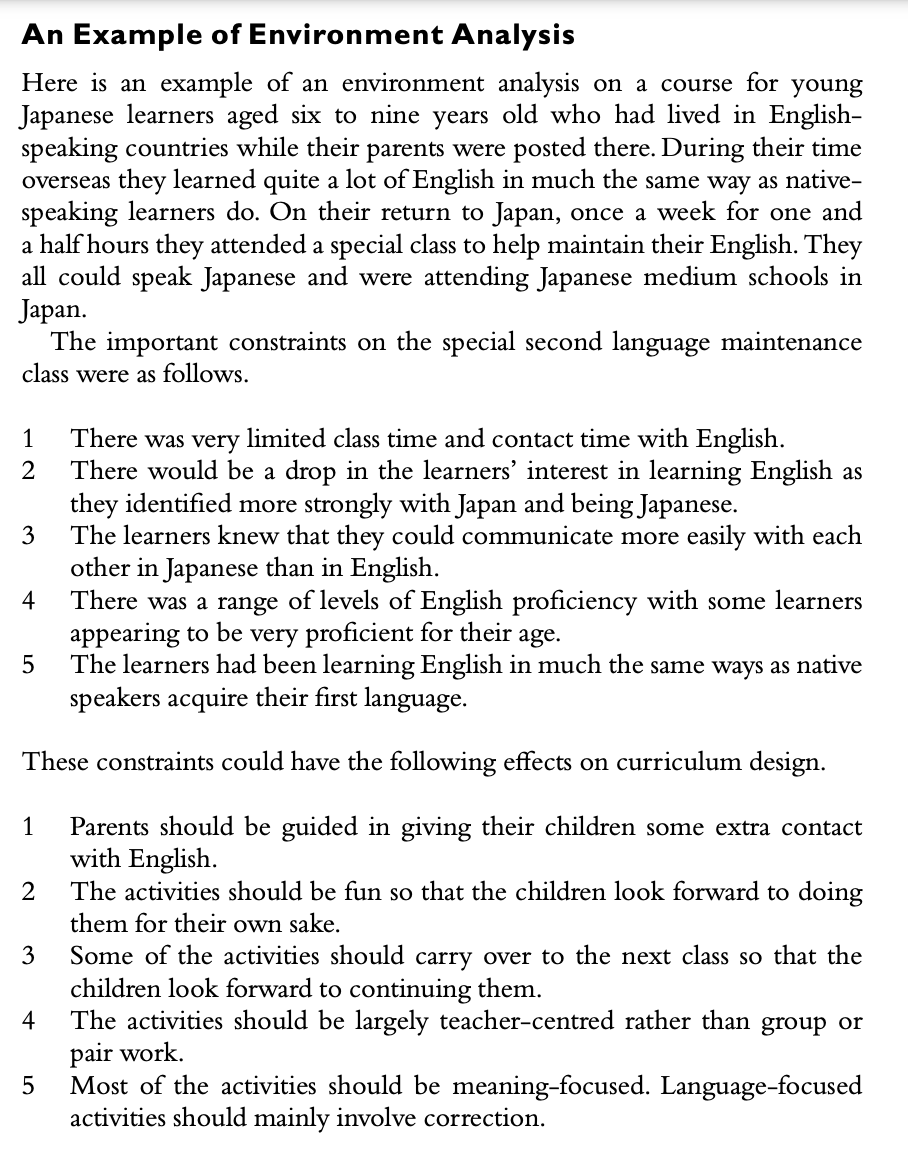 An Example of Environment Analysis
Here is an example of an environment analysis on a course for young
Japanese learners aged six to nine years old who had lived in English-
speaking countries while their parents were posted there. During their time
overseas they learned quite a lot of English in much the same way as native-
speaking learners do. On their return to Japan, once a week for one and
a half hours they attended a special class to help maintain their English. They
all could speak Japanese and were attending Japanese medium schools in
Japan.
The important constraints on the special second language maintenance
class were as follows.
1 There was very limited class time and contact time with English.
2 There would be a drop in the learners’ interest in learning English as
they identified more strongly with Japan and being Japanese.
3 The learners knew that they could communicate more easily with each
other in Japanese than in English.
4 There was a range of levels of English proficiency with some learners
appearing to be very proficient for their age.
5 The learners had been learning English in much the same ways as native
speakers acquire their first language.
These constraints could have the following effects on curriculum design.
1 Parents should be guided in giving their children some extra contact
with English.
2 The activities should be fun so that the children look forward to doing
them for their own sake.
3 Some of the activities should carry over to the next class so that the
children look forward to continuing them.
4 The activities should be largely teacher-centred rather than group or
pair work.
5 Most of the activities should be meaning-focused. Language-focused
activities should mainly involve correction.